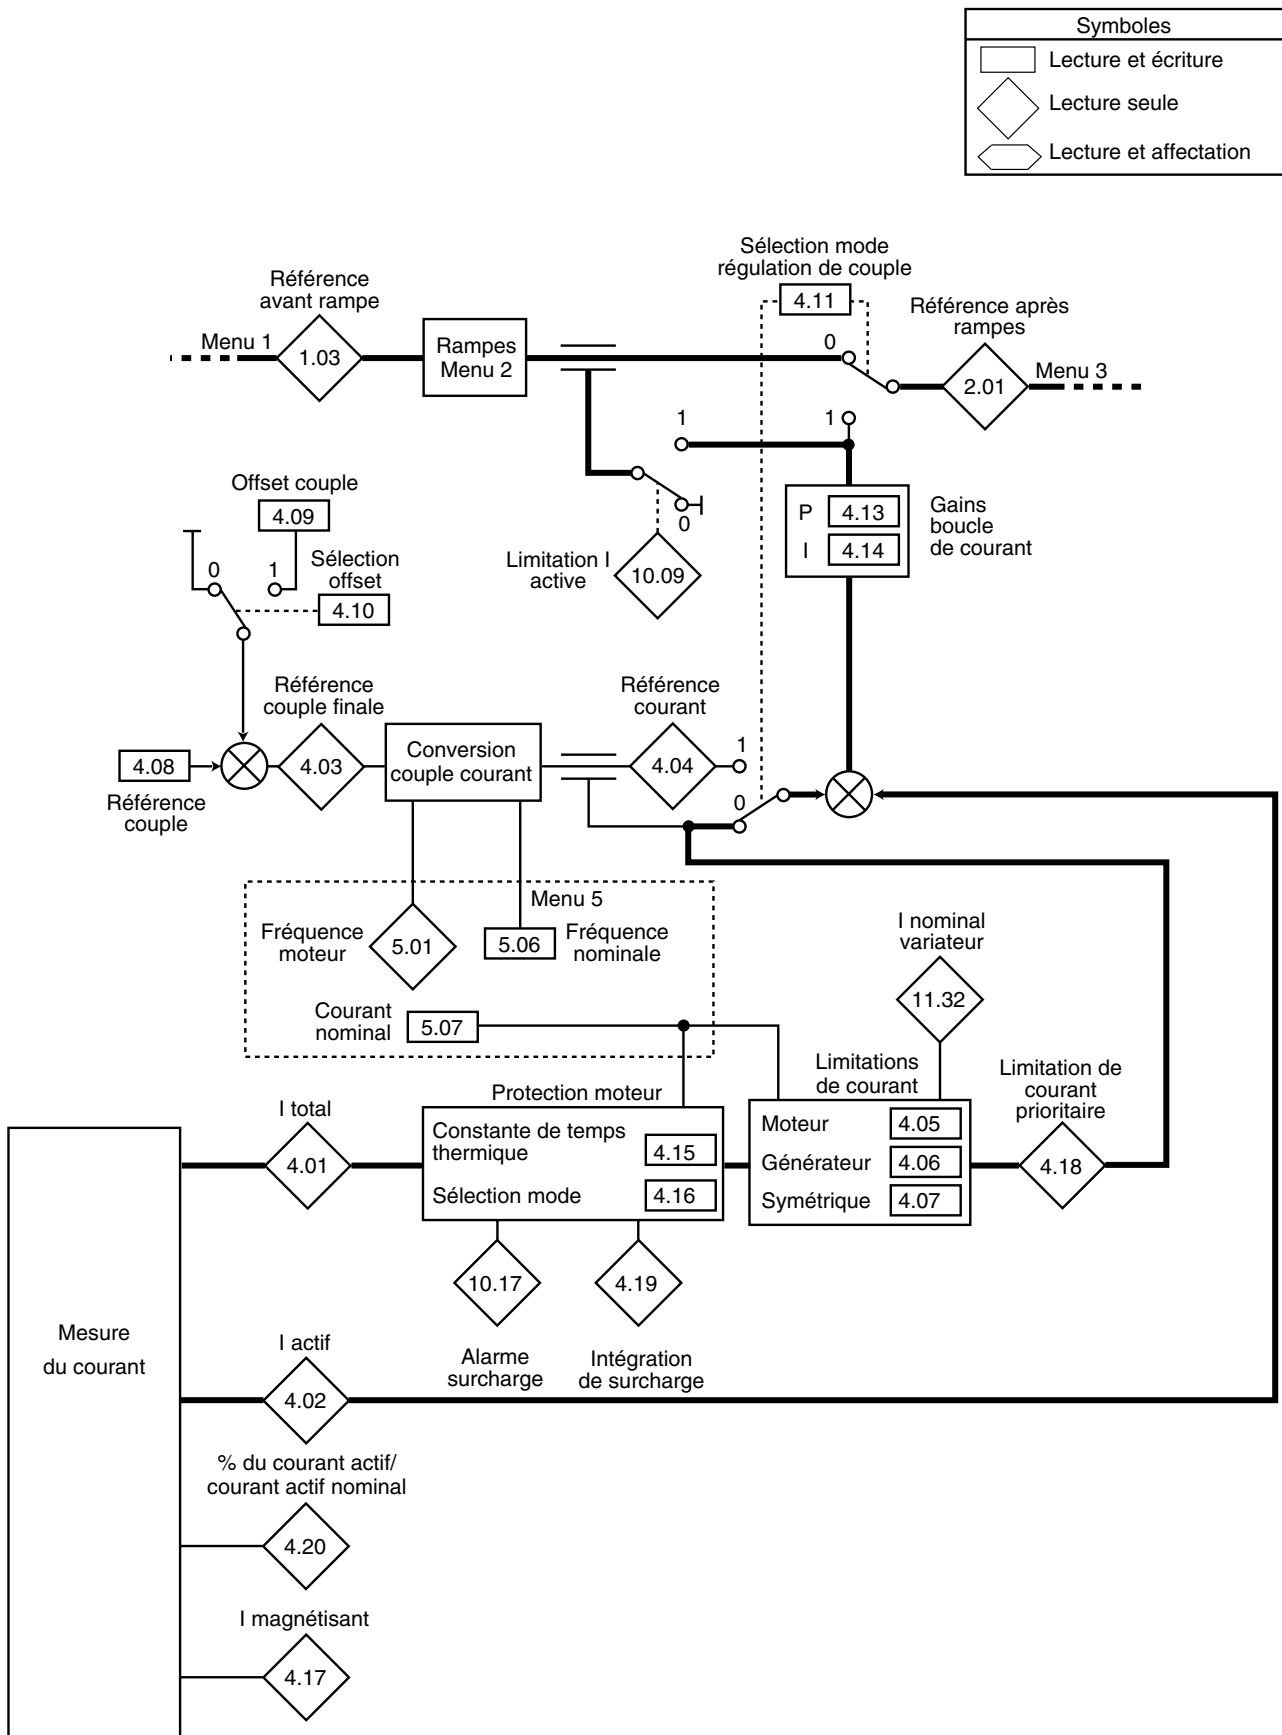 Symboles
Lecture et écriture
Lecture seule
Lecture et affectation
Sélection mode
régulation de couple
4.11
Référence
avant rampe
Menu 1
1.03
Rampes
Menu 2
0
Référence après
rampes
2.01
Menu 3
1
1
0
Limitation I
active
10.09
P 4.13
I 4.14
Gains
boucle
de courant
Offset couple
4.09
0
1
Sélection
offset
4.10
Référence
couple finale
4.08
Référence
couple
4.03
Conversion
couple courant
Référence
courant
4.04
1
0
Menu 5
Fréquence
moteur
5.01
5.06
Fréquence
nominale
Courant
nominal
5.07
I nominal
variateur
11.32
Limitations
de courant
Limitation de
courant
prioritaire
Protection moteur
I total
4.01
Constante de temps
thermique
4.15
Sélection mode
4.16
Moteur 4.05
Générateur 4.06
Symétrique 4.07
4.18
10.17
4.19
Alarme
surcharge
Intégration
de surcharge
Mesure
du courant
I actif
4.02
% du courant actif/
courant actif nominal
4.20
I magnétisant
4.17